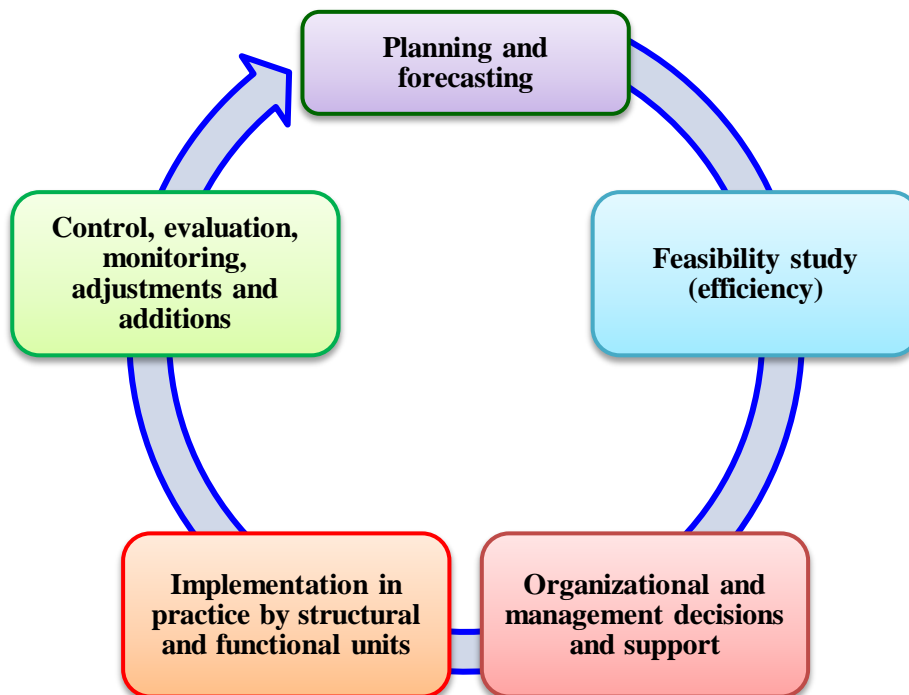 Planning and
forecasting
Feasibility study
(efficiency)
Organizational and
management decisions
and support
Implementation in
practice by structural
and functional units
Control, evaluation,
monitoring,
adjustments and
additions